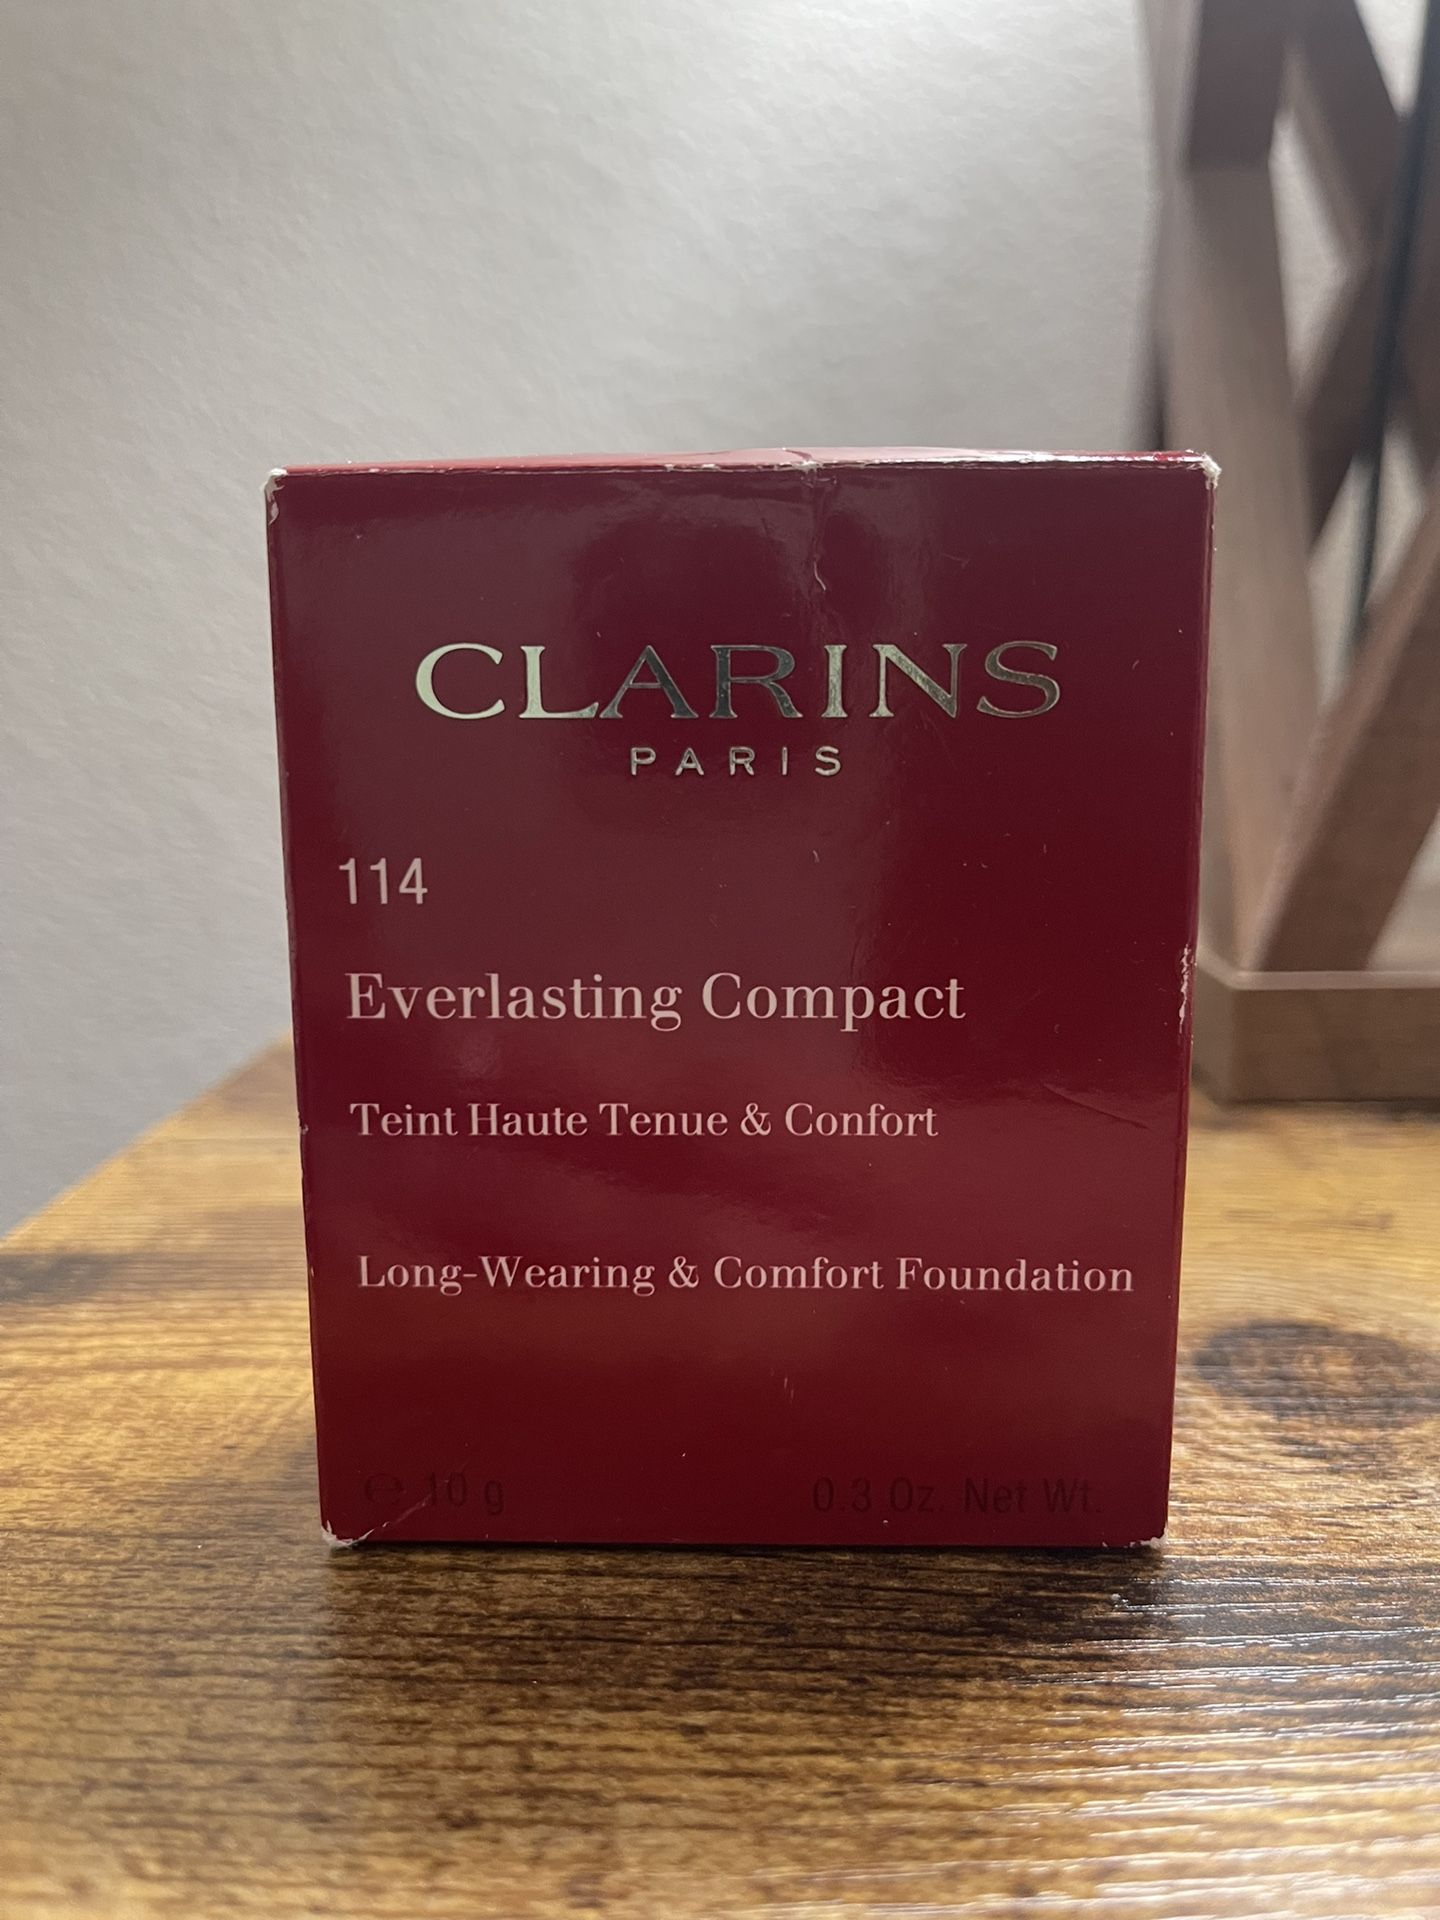 CLARINS
PARIS
114
Everlasting Compact
Teint Haute Tenue & Confort
Long-Wearing & Comfort Foundation
℮ 10 g 0.3 Oz. Net Wt.